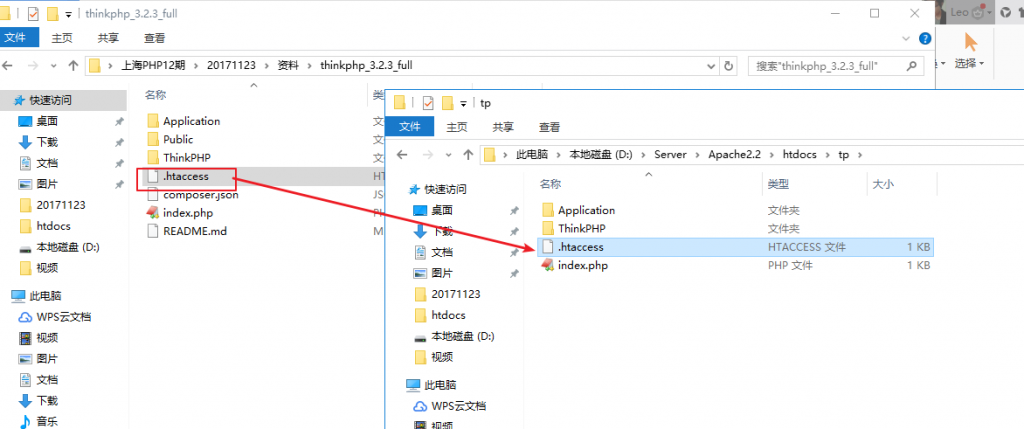 thinkphp_3.2.3_full
Leo
文件 主页 共享 查看
上海PHP12期 20171123 资料 thinkphp_3.2.3_full
搜索"thinkphp_3.2.3_full"
选择
快速访问
桌面
下载
文档
图片
20171123
htdocs
本地磁盘 (D:)
视频
此电脑
WPS云文档
视频
图片
文档
下载
音乐
名称
Application
Public
ThinkPHP
.htaccess
composer.json
index.php
README.md
tp
文件 主页 共享 查看
此电脑 本地磁盘 (D:) Server Apache2.2 htdocs tp
快速访问
桌面
下载
文档
图片
20171123
htdocs
本地磁盘 (D:)
视频
此电脑
WPS云文档
视频
名称 类型 大小
Application 文件夹
ThinkPHP 文件夹
.htaccess HTACCESS 文件 1 KB
index.php PHP 文件 1 KB